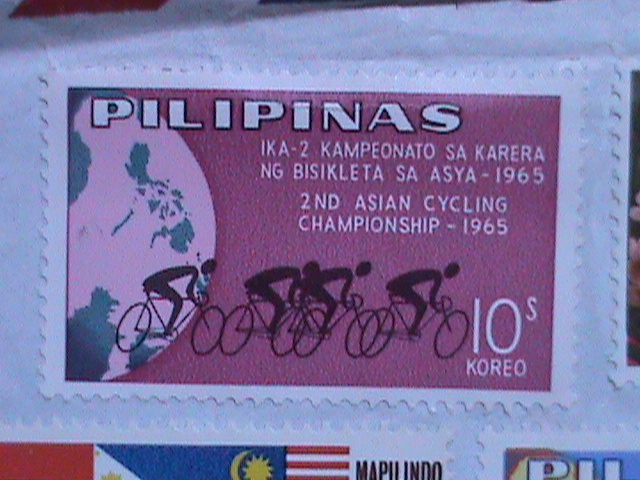 PILIPINAS
IKA-2 KAMPEONATO SA KARERA
NG BISIKLETA SA ASYA - 1965
2ND ASIAN CYCLING
CHAMPIONSHIP - 1965
10s
KOREO
MAPILINDO